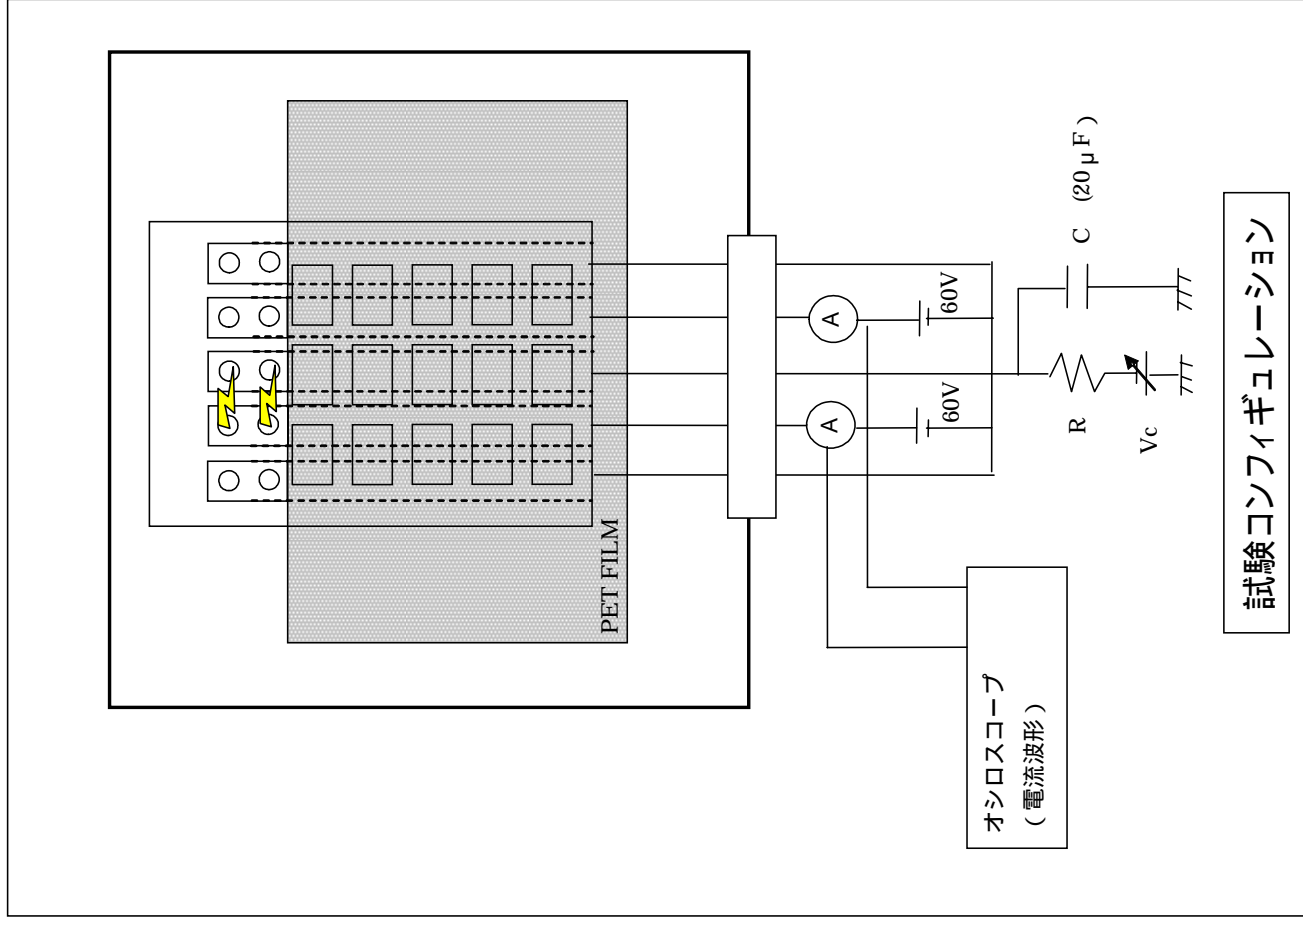 試験コンフィギュレーション
C (20μF)
R
Vc
60V
60V
A
A
PET FILM
オシロスコープ
(電流波形)